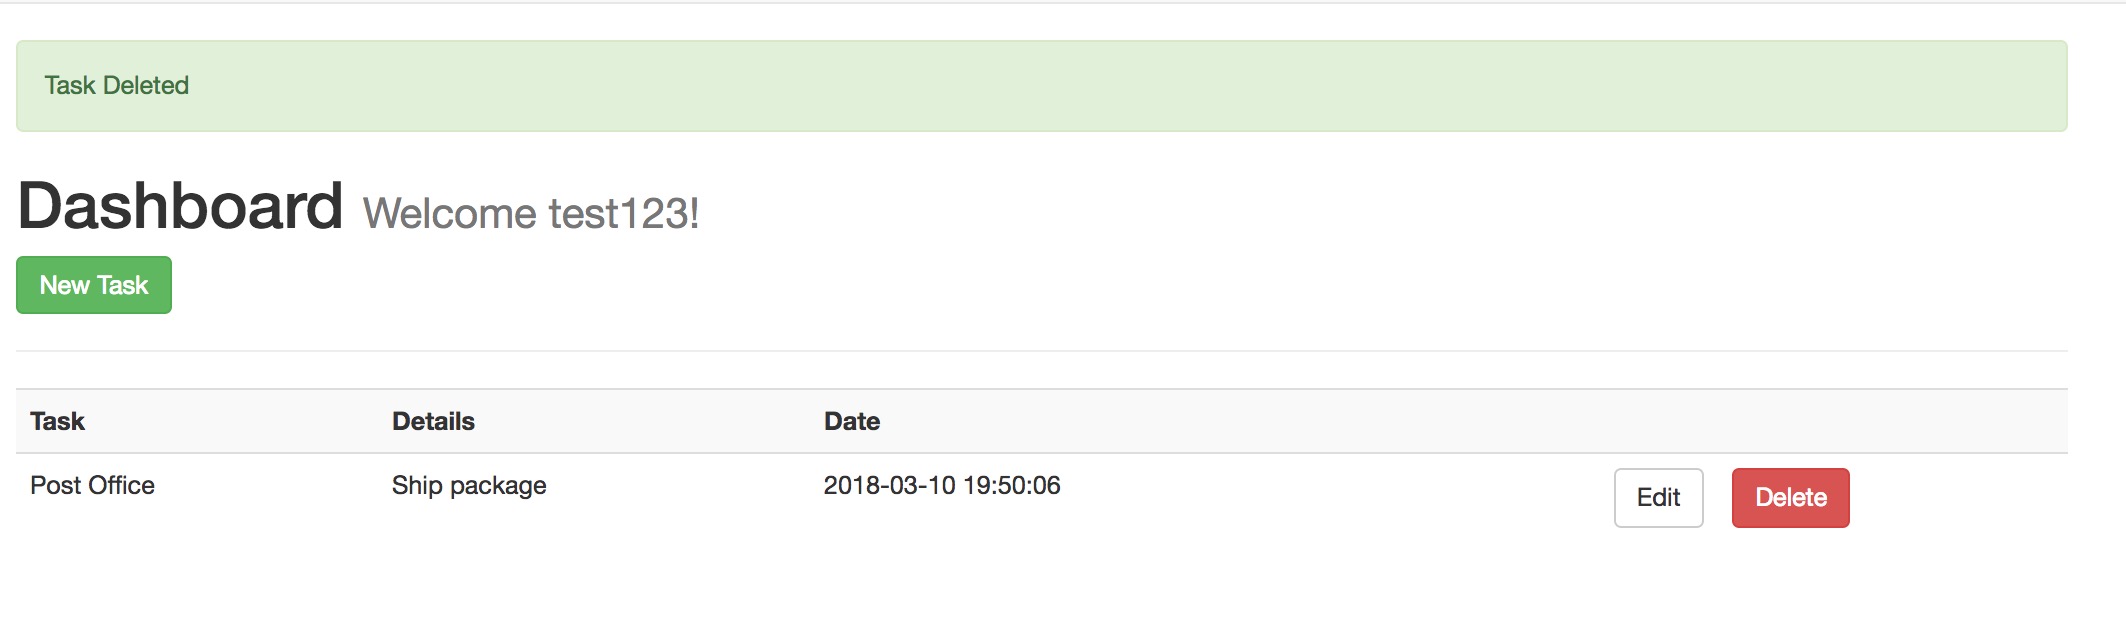 Task Deleted
Dashboard Welcome test123!
New Task
Task Details Date
Post Office Ship package 2018-03-10 19:50:06 Edit Delete